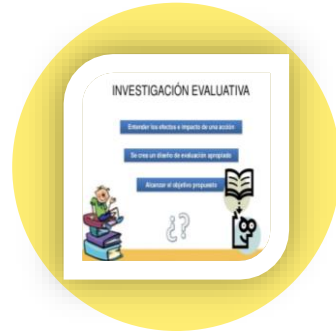 INVESTIGACIÓN EVALUATIVA
Entender los efectos e impacto de una acción
Se crea un diseño de evaluación apropiado
Alcanzar el objetivo propuesto
¿?